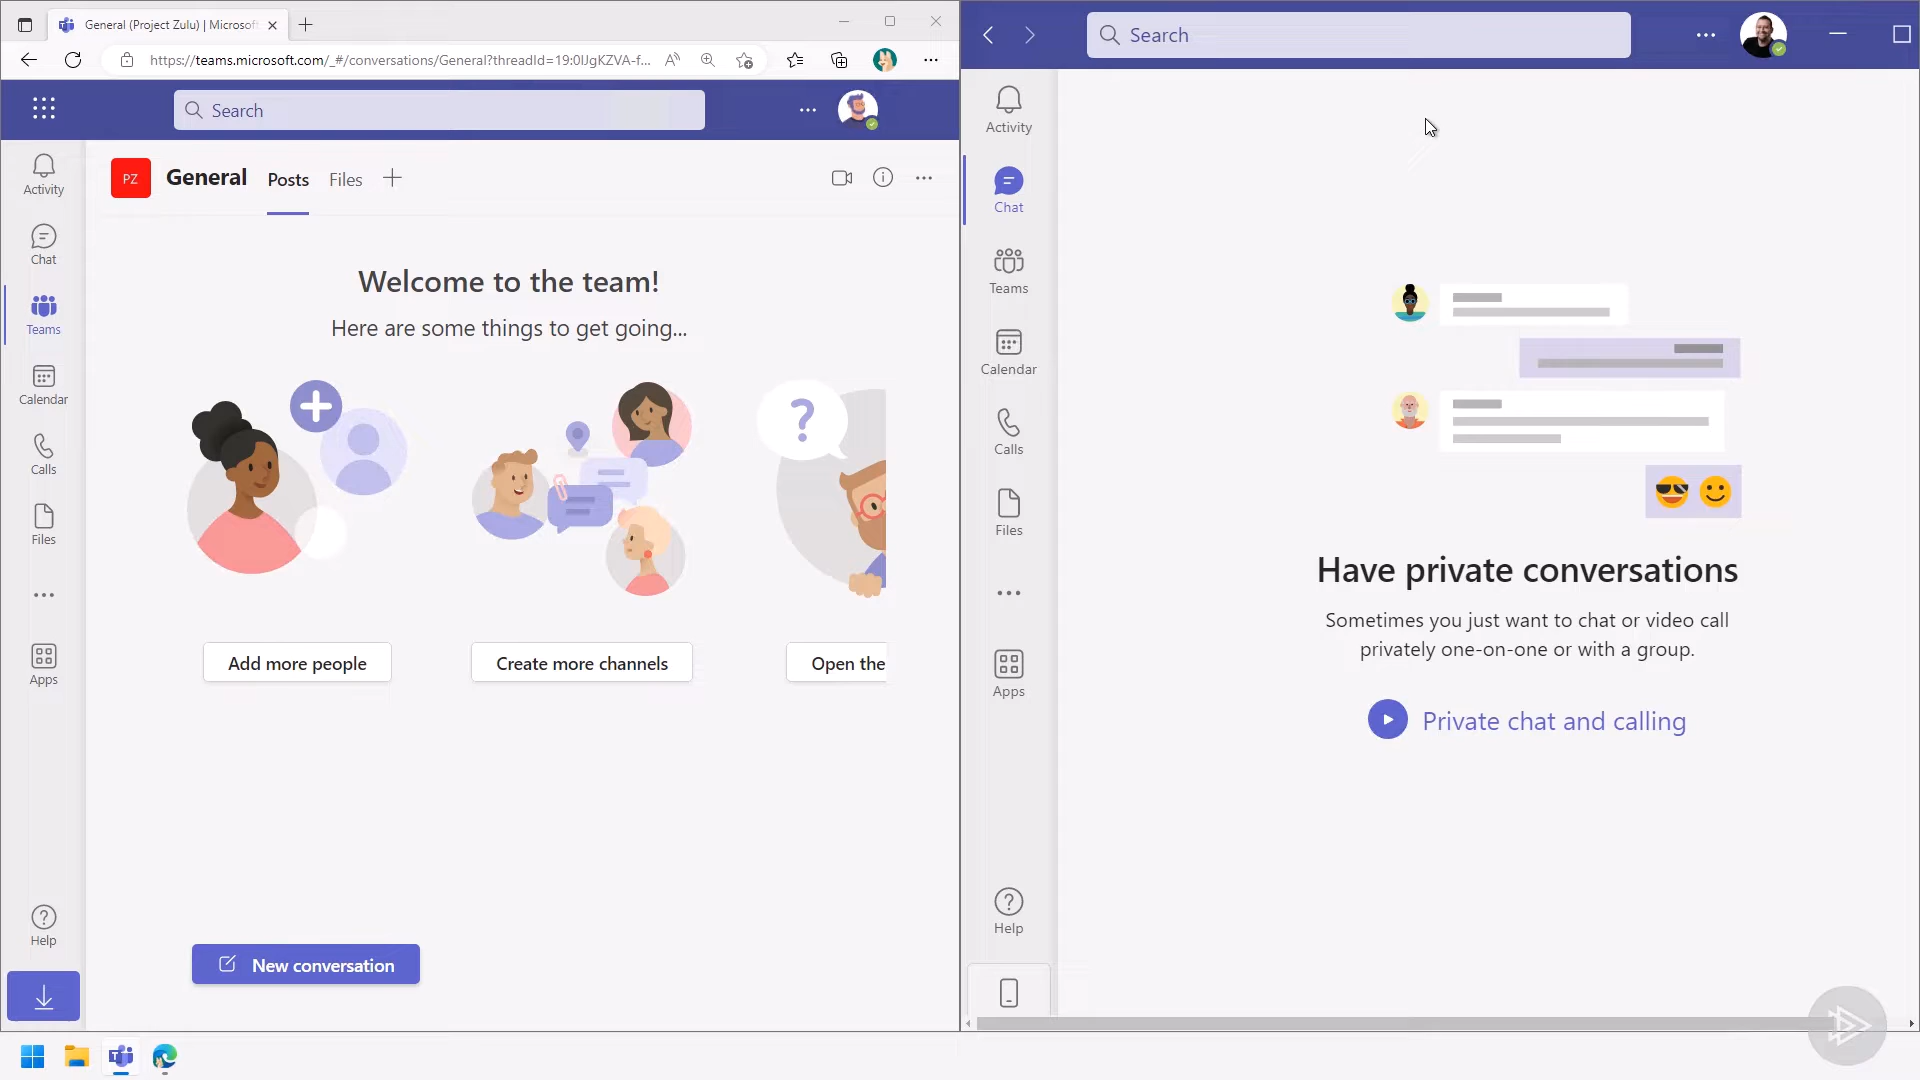 General (Project Zulu) | Microsoft
https://teams.microsoft.com/_#/conversations/General?threadId=19:0lJgKZVA-f...
Search
Activity
Chat
Teams
Calendar
Calls
Files
Apps
Help
PZ
General
Posts
Files
Welcome to the team!
Here are some things to get going...
?
Add more people
Create more channels
Open the
New conversation
Search
Activity
Chat
Teams
Calendar
Calls
Files
Apps
Help
Have private conversations
Sometimes you just want to chat or video call
privately one-on-one or with a group.
Private chat and calling